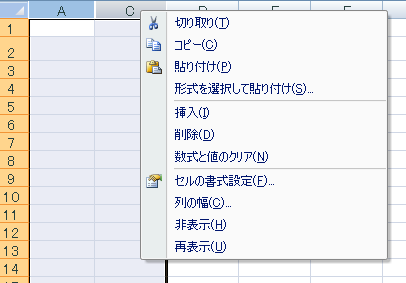 A C D E F
1
2
3
4
5
6
7
8
9
10
11
12
13
14
切り取り(T)
コピー(C)
貼り付け(P)
形式を選択して貼り付け(S)...
挿入(I)
削除(D)
数式と値のクリア(N)
セルの書式設定(F)...
列の幅(C)...
非表示(H)
再表示(U)